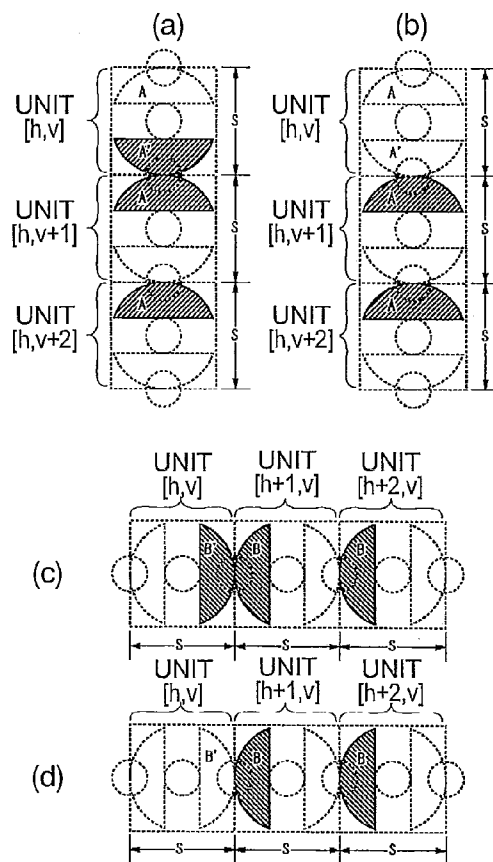 (a)
(b)
UNIT
[h,v]
A
A'
S
UNIT
[h,v+1]
A
S
UNIT
[h,v+2]
A
S
UNIT
[h,v]
A
A'
S
UNIT
[h,v+1]
A
S
UNIT
[h,v+2]
A
S
(c)
UNIT
[h,v]
UNIT
[h+1,v]
UNIT
[h+2,v]
B'
B
B
S
S
S
(d)
UNIT
[h,v]
UNIT
[h+1,v]
UNIT
[h+2,v]
B'
B
B
S
S
S